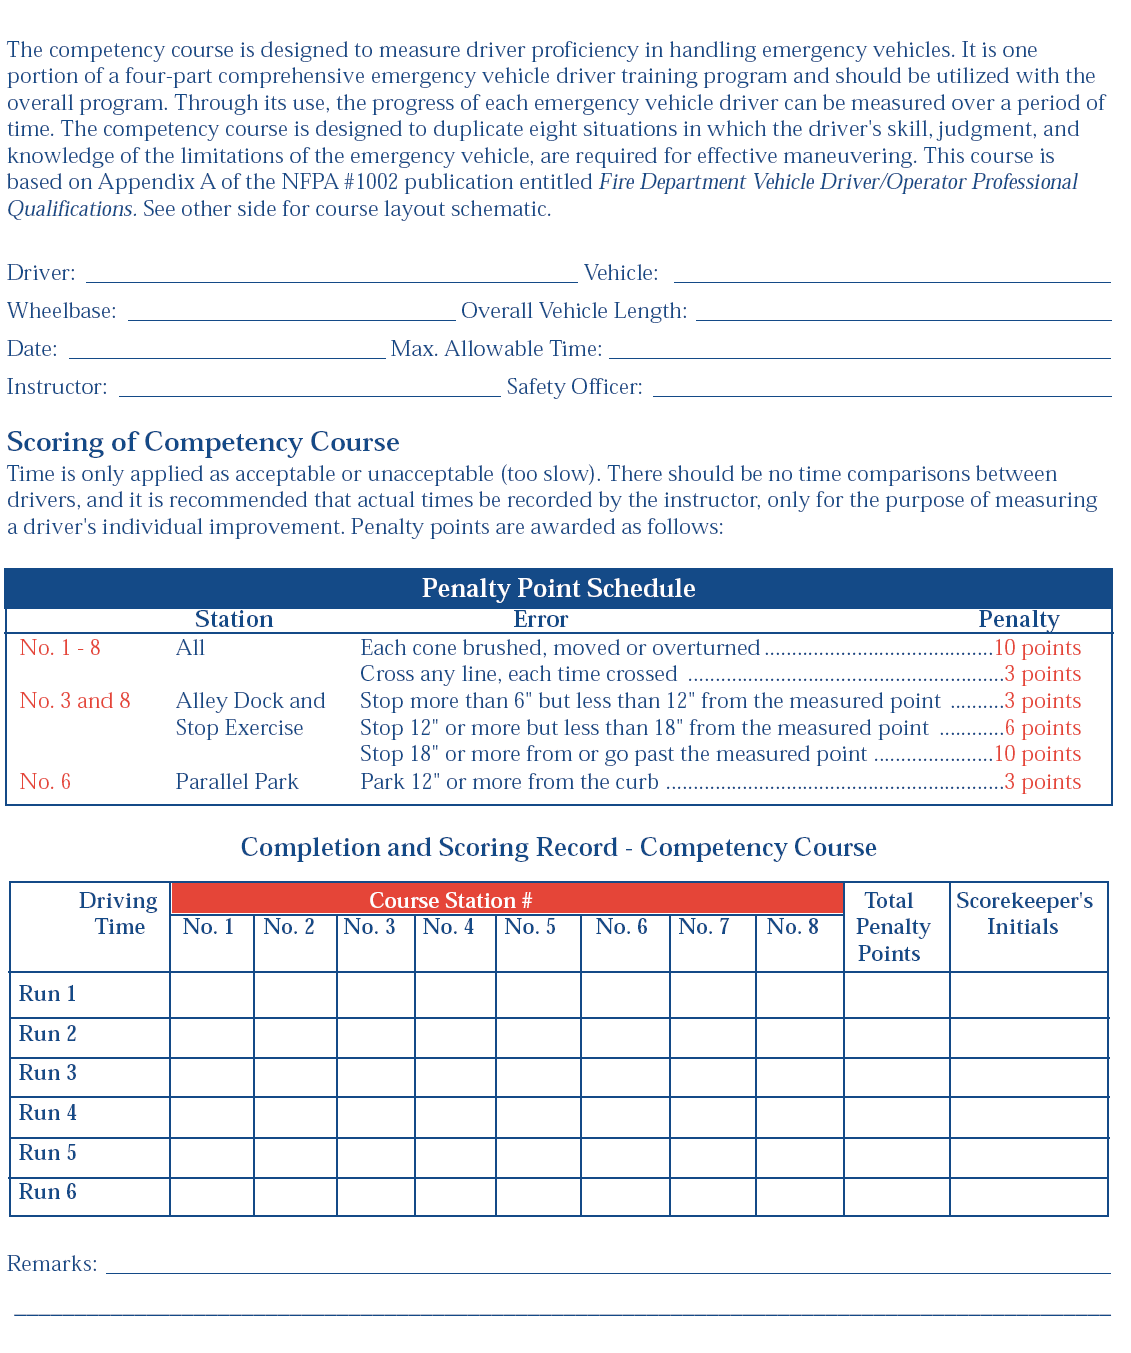 The competency course is designed to measure driver proficiency in handling emergency vehicles. It is one
portion of a four-part comprehensive emergency vehicle driver training program and should be utilized with the
overall program. Through its use, the progress of each emergency vehicle driver can be measured over a period of
time. The competency course is designed to duplicate eight situations in which the driver's skill, judgment, and
knowledge of the limitations of the emergency vehicle, are required for effective maneuvering. This course is
based on Appendix A of the NFPA #1002 publication entitled Fire Department Vehicle Driver/Operator Professional
Qualifications. See other side for course layout schematic.
Driver: Vehicle:
Wheelbase: Overall Vehicle Length:
Date: Max. Allowable Time:
Instructor: Safety Officer:
Scoring of Competency Course
Time is only applied as acceptable or unacceptable (too slow). There should be no time comparisons between
drivers, and it is recommended that actual times be recorded by the instructor, only for the purpose of measuring
a driver's individual improvement. Penalty points are awarded as follows:
Penalty Point Schedule
Station Error Penalty
No. 1 - 8 All Each cone brushed, moved or overturned ..........................................10 points
Cross any line, each time crossed ..........................................................3 points
No. 3 and 8 Alley Dock and Stop more than 6" but less than 12" from the measured point ..........3 points
Stop Exercise Stop 12" or more but less than 18" from the measured point ............6 points
Stop 18" or more from or go past the measured point ......................10 points
No. 6 Parallel Park Park 12" or more from the curb ..............................................................3 points
Completion and Scoring Record - Competency Course
Driving Course Station # Total Scorekeeper's
Time No. 1 No. 2 No. 3 No. 4 No. 5 No. 6 No. 7 No. 8 Penalty Initials
Points
Run 1
Run 2
Run 3
Run 4
Run 5
Run 6
Remarks: